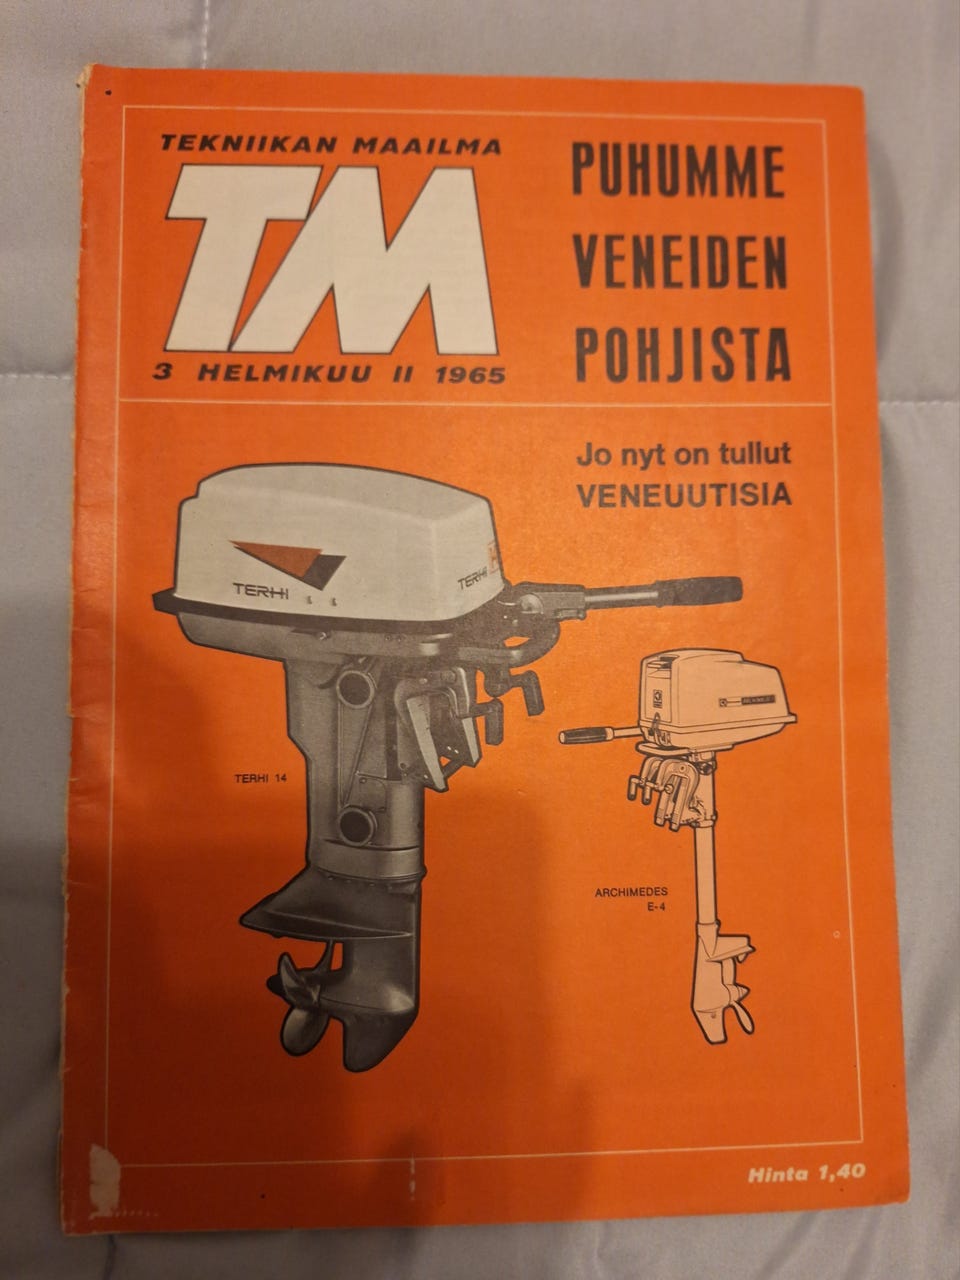 TEKNIIKAN MAAILMA
TM
3 HELMIKUU II 1965
PUHUMME
VENEIDEN
POHJISTA
Jo nyt on tullut
VENEUUTISIA
TERHI
TERHI
TERHI 14
ARCHIMEDES
E-4
Hinta 1,40